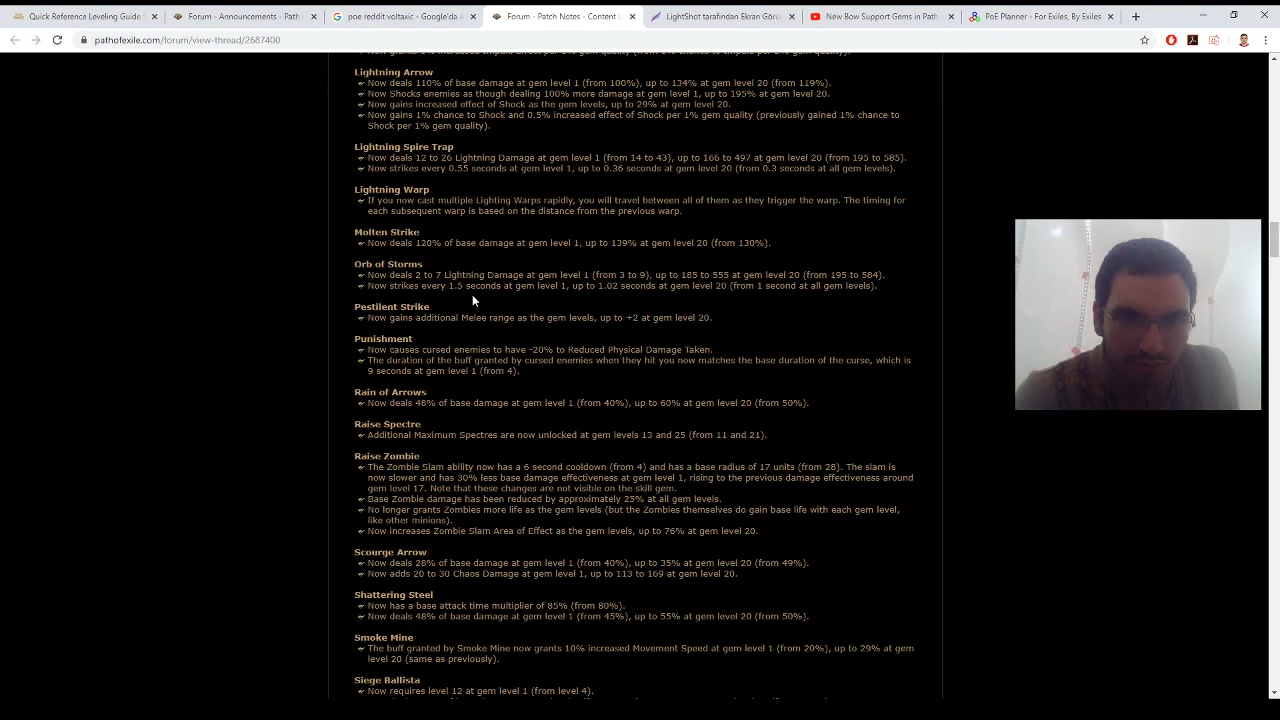 Quick Reference Leveling Guide
Forum - Announcements - Path
poe reddit voltaxic - Google'da A
Forum - Patch Notes - Content U
LightShot tarafından Ekran Görü
New Bow Support Gems in Path
PoE Planner - For Exiles, By Exiles
pathofexile.com/forum/view-thread/2687400
Lightning Arrow
Now deals 110% of base damage at gem level 1 (from 100%), up to 134% at gem level 20 (from 119%).
Now Shocks enemies as though dealing 100% more damage at gem level 1, up to 195% at gem level 20.
Now gains increased effect of Shock as the gem levels, up to 29% at gem level 20.
Now gains 1% chance to Shock and 0.5% increased effect of Shock per 1% gem quality (previously gained 1% chance to
Shock per 1% gem quality).
Lightning Spire Trap
Now deals 12 to 26 Lightning Damage at gem level 1 (from 14 to 43), up to 166 to 497 at gem level 20 (from 195 to 585).
Now strikes every 0.55 seconds at gem level 1, up to 0.36 seconds at gem level 20 (from 0.3 seconds at all gem levels).
Lightning Warp
If you now cast multiple Lighting Warps rapidly, you will travel between all of them as they trigger the warp. The timing for
each subsequent warp is based on the distance from the previous warp.
Molten Strike
Now deals 120% of base damage at gem level 1, up to 139% at gem level 20 (from 130%).
Orb of Storms
Now deals 2 to 7 Lightning Damage at gem level 1 (from 3 to 9), up to 185 to 555 at gem level 20 (from 195 to 584).
Now strikes every 1.5 seconds at gem level 1, up to 1.02 seconds at gem level 20 (from 1 second at all gem levels).
Pestilent Strike
Now gains additional Melee range as the gem levels, up to +2 at gem level 20.
Punishment
Now causes cursed enemies to have -20% to Reduced Physical Damage Taken.
The duration of the buff granted by cursed enemies when they hit you now matches the base duration of the curse, which is
9 seconds at gem level 1 (from 4).
Rain of Arrows
Now deals 48% of base damage at gem level 1 (from 40%), up to 60% at gem level 20 (from 50%).
Raise Spectre
Additional Maximum Spectres are now unlocked at gem levels 13 and 25 (from 11 and 21).
Raise Zombie
The Zombie Slam ability now has a 6 second cooldown (from 4) and has a base radius of 17 units (from 28). The slam is
now slower and has 30% less base damage effectiveness at gem level 1, rising to the previous damage effectiveness around
gem level 17. Note that these changes are not visible on the skill gem.
Base Zombie damage has been reduced by approximately 25% at all gem levels.
No longer grants Zombies more life as the gem levels (but the Zombies themselves do gain base life with each gem level,
like other minions).
Now increases Zombie Slam Area of Effect as the gem levels, up to 76% at gem level 20.
Scourge Arrow
Now deals 28% of base damage at gem level 1 (from 40%), up to 35% at gem level 20 (from 49%).
Now adds 20 to 30 Chaos Damage at gem level 1, up to 113 to 169 at gem level 20.
Shattering Steel
Now has a base attack time multiplier of 85% (from 80%).
Now deals 48% of base damage at gem level 1 (from 45%), up to 55% at gem level 20 (from 50%).
Smoke Mine
The buff granted by Smoke Mine now grants 10% increased Movement Speed at gem level 1 (from 20%), up to 29% at gem
level 20 (same as previously).
Siege Ballista
Now requires level 12 at gem level 1 (from level 4).